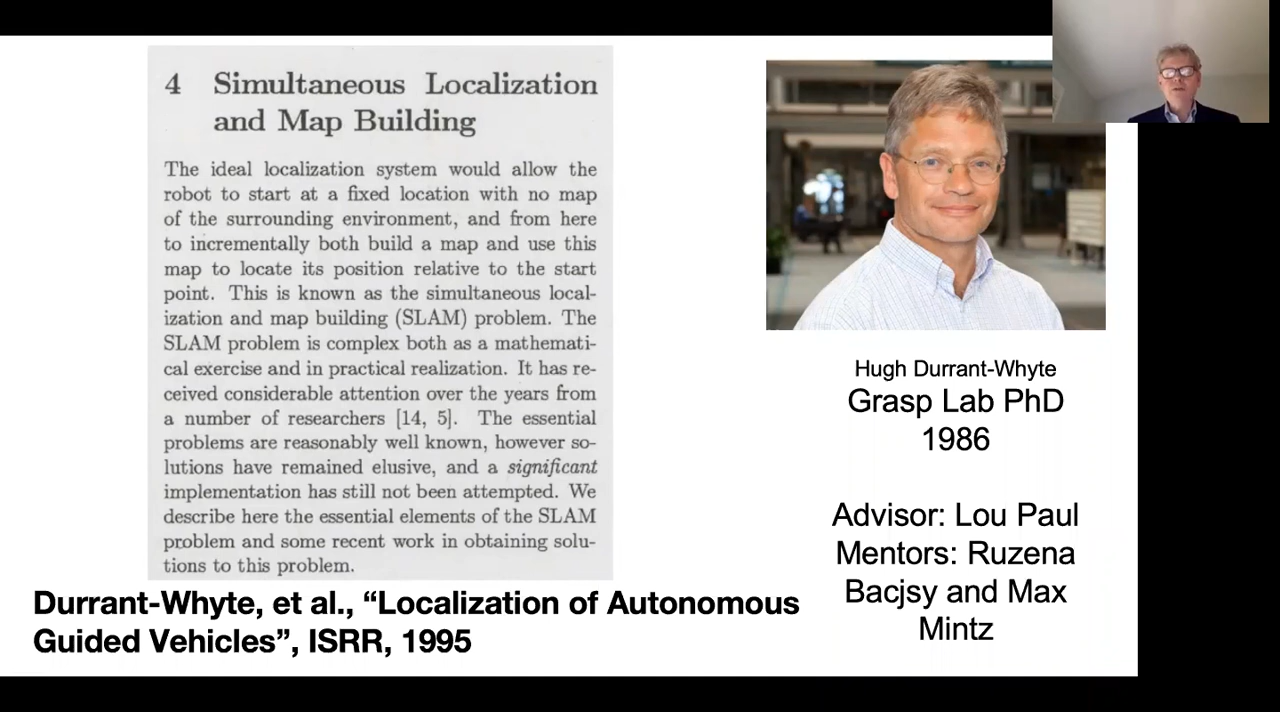 4 Simultaneous Localization
and Map Building
The ideal localization system would allow the
robot to start at a fixed location with no map
of the surrounding environment, and from here
to incrementally both build a map and use this
map to locate its position relative to the start
point. This is known as the simultaneous local-
ization and map building (SLAM) problem. The
SLAM problem is complex both as a mathemati-
cal exercise and in practical realization. It has re-
ceived considerable attention over the years from
a number of researchers [14, 5]. The essential
problems are reasonably well known, however so-
lutions have remained elusive, and a significant
implementation has still not been attempted. We
describe here the essential elements of the SLAM
problem and some recent work in obtaining solu-
tions to this problem.
Durrant-Whyte, et al., “Localization of Autonomous
Guided Vehicles”, ISRR, 1995
Hugh Durrant-Whyte
Grasp Lab PhD
1986
Advisor: Lou Paul
Mentors: Ruzena
Bacjsy and Max
Mintz